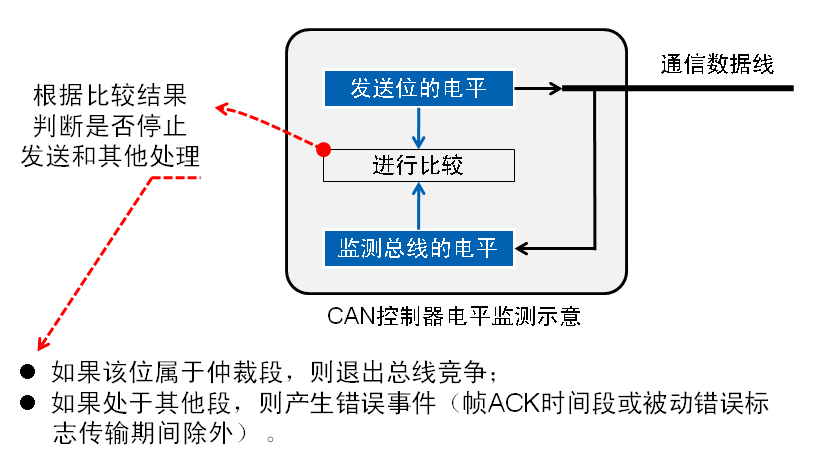 通信数据线
发送位的电平
根据比较结果
判断是否停止
发送和其他处理
进行比较
监测总线的电平
CAN控制器电平监测示意
● 如果该位属于仲裁段，则退出总线竞争；
● 如果处于其他段，则产生错误事件（帧ACK时间段或被动错误标
志传输期间除外）。